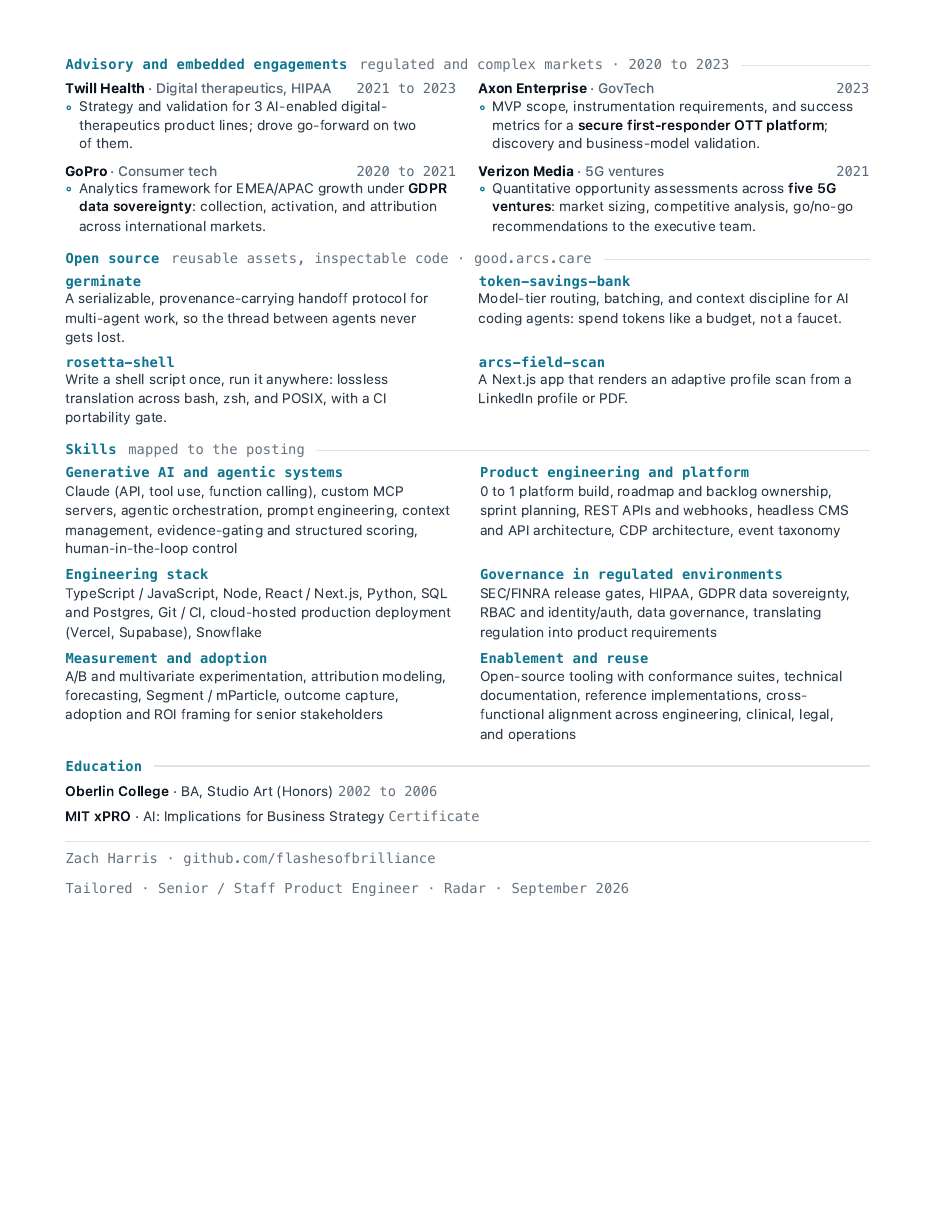 Advisory and embedded engagements regulated and complex markets · 2020 to 2023
Twill Health · Digital therapeutics, HIPAA 2021 to 2023
Strategy and validation for 3 AI-enabled digital-
therapeutics product lines; drove go-forward on two
of them.
Axon Enterprise · GovTech 2023
MVP scope, instrumentation requirements, and success
metrics for a secure first-responder OTT platform;
discovery and business-model validation.
GoPro · Consumer tech 2020 to 2021
Analytics framework for EMEA/APAC growth under GDPR
data sovereignty: collection, activation, and attribution
across international markets.
Verizon Media · 5G ventures 2021
Quantitative opportunity assessments across five 5G
ventures: market sizing, competitive analysis, go/no-go
recommendations to the executive team.
Open source reusable assets, inspectable code · good.arcs.care
germinate
A serializable, provenance-carrying handoff protocol for
multi-agent work, so the thread between agents never
gets lost.
token-savings-bank
Model-tier routing, batching, and context discipline for AI
coding agents: spend tokens like a budget, not a faucet.
rosetta-shell
Write a shell script once, run it anywhere: lossless
translation across bash, zsh, and POSIX, with a CI
portability gate.
arcs-field-scan
A Next.js app that renders an adaptive profile scan from a
LinkedIn profile or PDF.
Skills mapped to the posting
Generative AI and agentic systems
Claude (API, tool use, function calling), custom MCP
servers, agentic orchestration, prompt engineering, context
management, evidence-gating and structured scoring,
human-in-the-loop control
Product engineering and platform
0 to 1 platform build, roadmap and backlog ownership,
sprint planning, REST APIs and webhooks, headless CMS
and API architecture, CDP architecture, event taxonomy
Engineering stack
TypeScript / JavaScript, Node, React / Next.js, Python, SQL
and Postgres, Git / CI, cloud-hosted production deployment
(Vercel, Supabase), Snowflake
Governance in regulated environments
SEC/FINRA release gates, HIPAA, GDPR data sovereignty,
RBAC and identity/auth, data governance, translating
regulation into product requirements
Measurement and adoption
A/B and multivariate experimentation, attribution modeling,
forecasting, Segment / mParticle, outcome capture,
adoption and ROI framing for senior stakeholders
Enablement and reuse
Open-source tooling with conformance suites, technical
documentation, reference implementations, cross-
functional alignment across engineering, clinical, legal,
and operations
Education
Oberlin College · BA, Studio Art (Honors) 2002 to 2006
MIT xPRO · AI: Implications for Business Strategy Certificate
Zach Harris · github.com/flashesofbrilliance
Tailored · Senior / Staff Product Engineer · Radar · September 2026